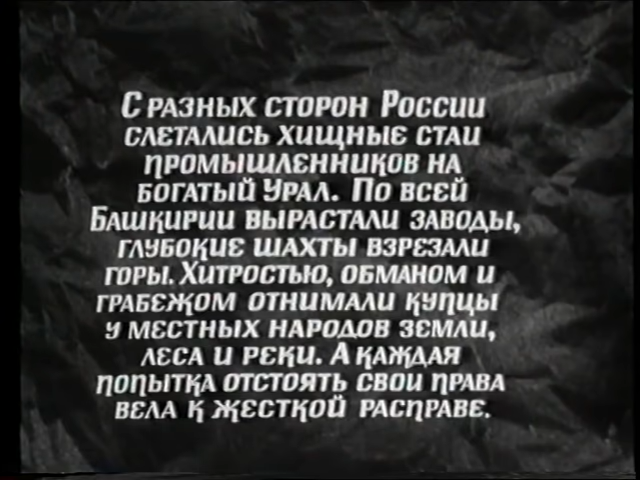 С разных сторон России
слетались хищные стаи
промышленников на
богатый Урал. По всей
Башкирии вырастали заводы,
глубокие шахты взрезали
горы. Хитростью, обманом и
грабежом отнимали купцы
у местных народов земли,
леса и реки. А каждая
попытка отстоять свои права
вела к жесткой расправе.